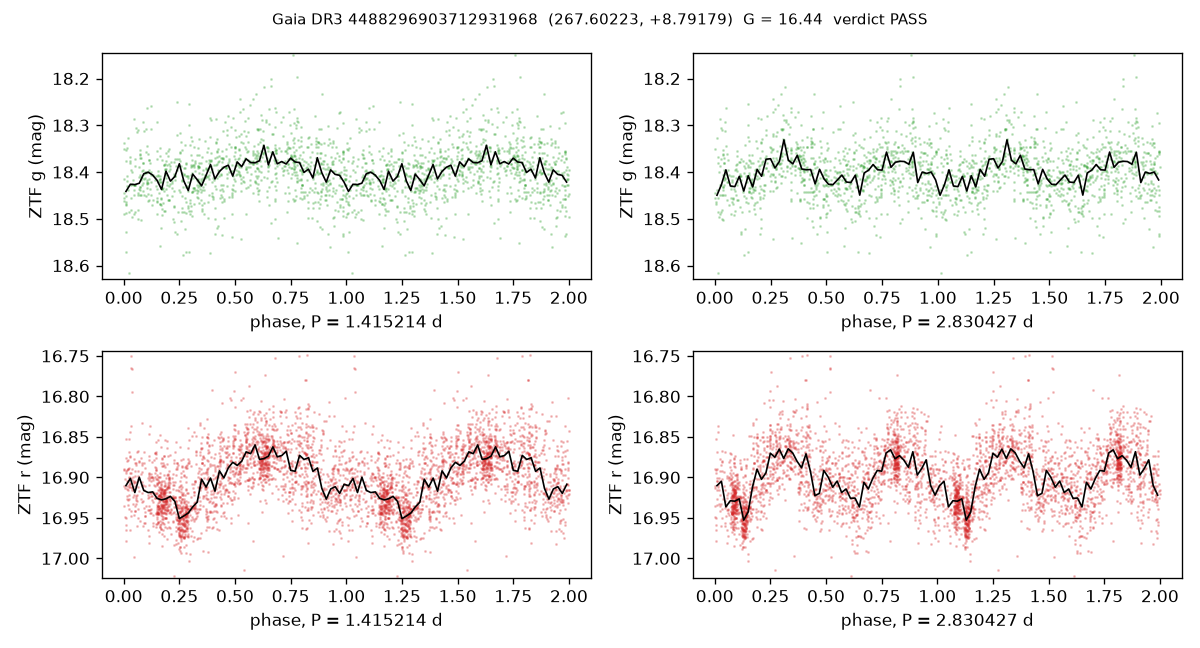 Gaia DR3 4488296903712931968  (267.60223, +8.79179)  G = 16.44  verdict PASS
ZTF g (mag)
18.2
18.3
18.4
18.5
18.6
0.00 0.25 0.50 0.75 1.00 1.25 1.50 1.75 2.00
phase, P = 1.415214 d
ZTF g (mag)
18.2
18.3
18.4
18.5
18.6
0.00 0.25 0.50 0.75 1.00 1.25 1.50 1.75 2.00
phase, P = 2.830427 d
ZTF r (mag)
16.75
16.80
16.85
16.90
16.95
17.00
0.00 0.25 0.50 0.75 1.00 1.25 1.50 1.75 2.00
phase, P = 1.415214 d
ZTF r (mag)
16.75
16.80
16.85
16.90
16.95
17.00
0.00 0.25 0.50 0.75 1.00 1.25 1.50 1.75 2.00
phase, P = 2.830427 d